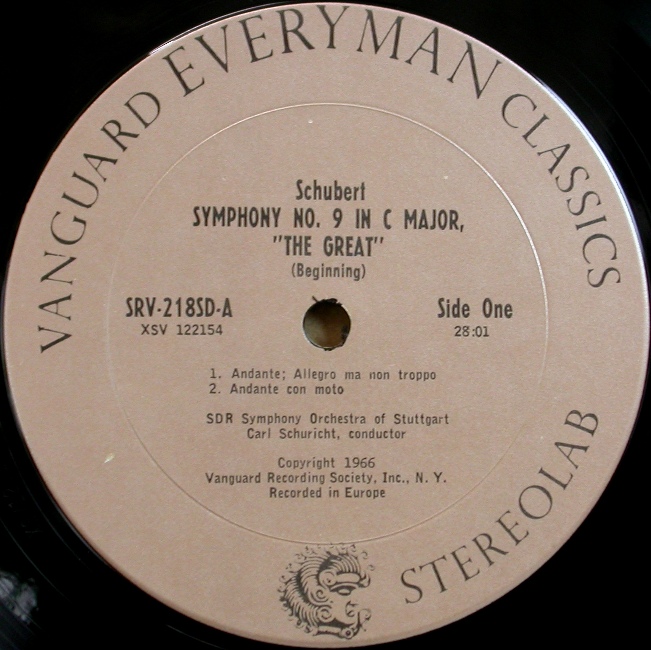 VANGUARD EVERYMAN CLASSICS
Schubert
SYMPHONY NO. 9 IN C MAJOR,
"THE GREAT"
(Beginning)
SRV-218SD-A
XSV 122154
Side One
28:01
1. Andante; Allegro ma non troppo
2. Andante con moto
SDR Symphony Orchestra of Stuttgart
Carl Schuricht, conductor
Copyright 1966
Vanguard Recording Society, Inc., N. Y.
Recorded in Europe
STEREOLAB